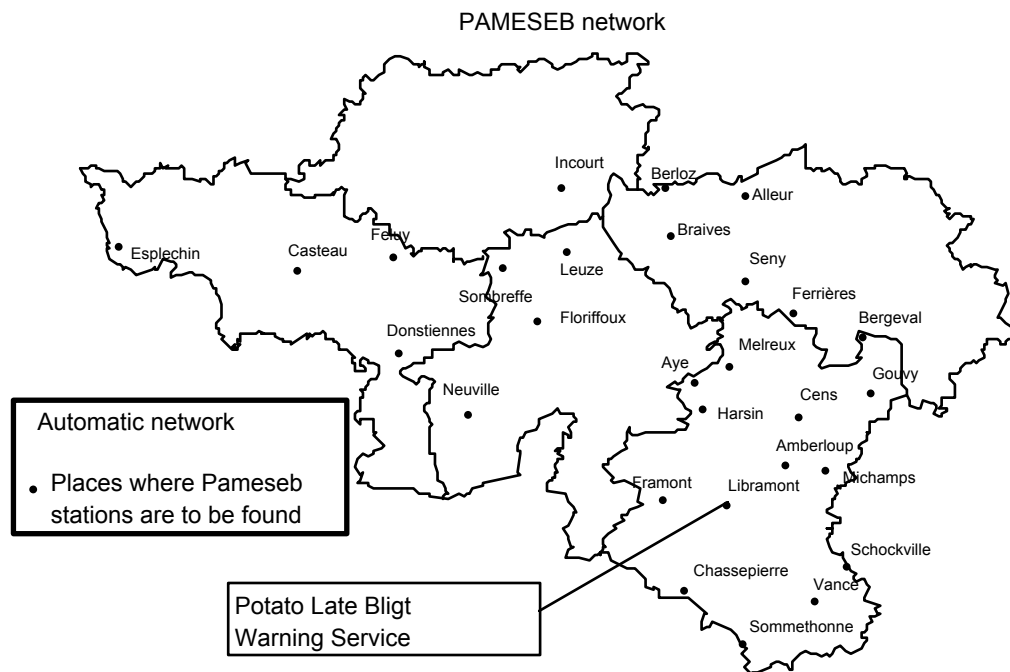 PAMESEB network
Incourt
Berloz
Alleur
Braives
Esplechin
Casteau
Feluy
Leuze
Seny
Sombreffe
Ferrières
Floriffoux
Donstiennes
Bergeval
Melreux
Aye
Gouvy
Neuville
Cens
Harsin
Automatic network
Places where Pameseb
stations are to be found
Amberloup
Michamps
Framont
Libramont
Schockville
Chassepierre
Vance
Potato Late Bligt
Warning Service
Sommethonne